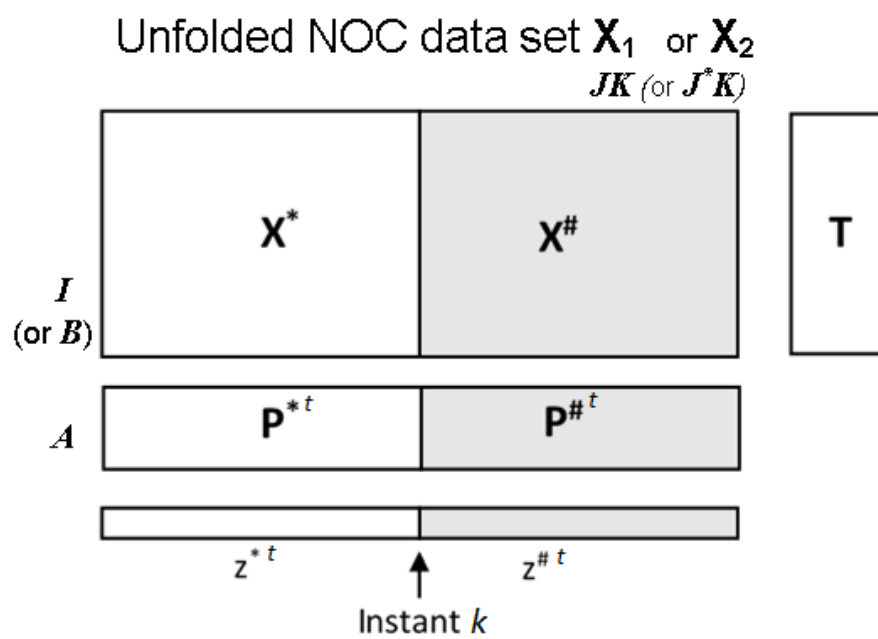 Unfolded NOC data set X₁ or X₂
JK (or J*K)
X* X# T
I
(or B)
P* t P# t
A
z* t z# t
Instant k